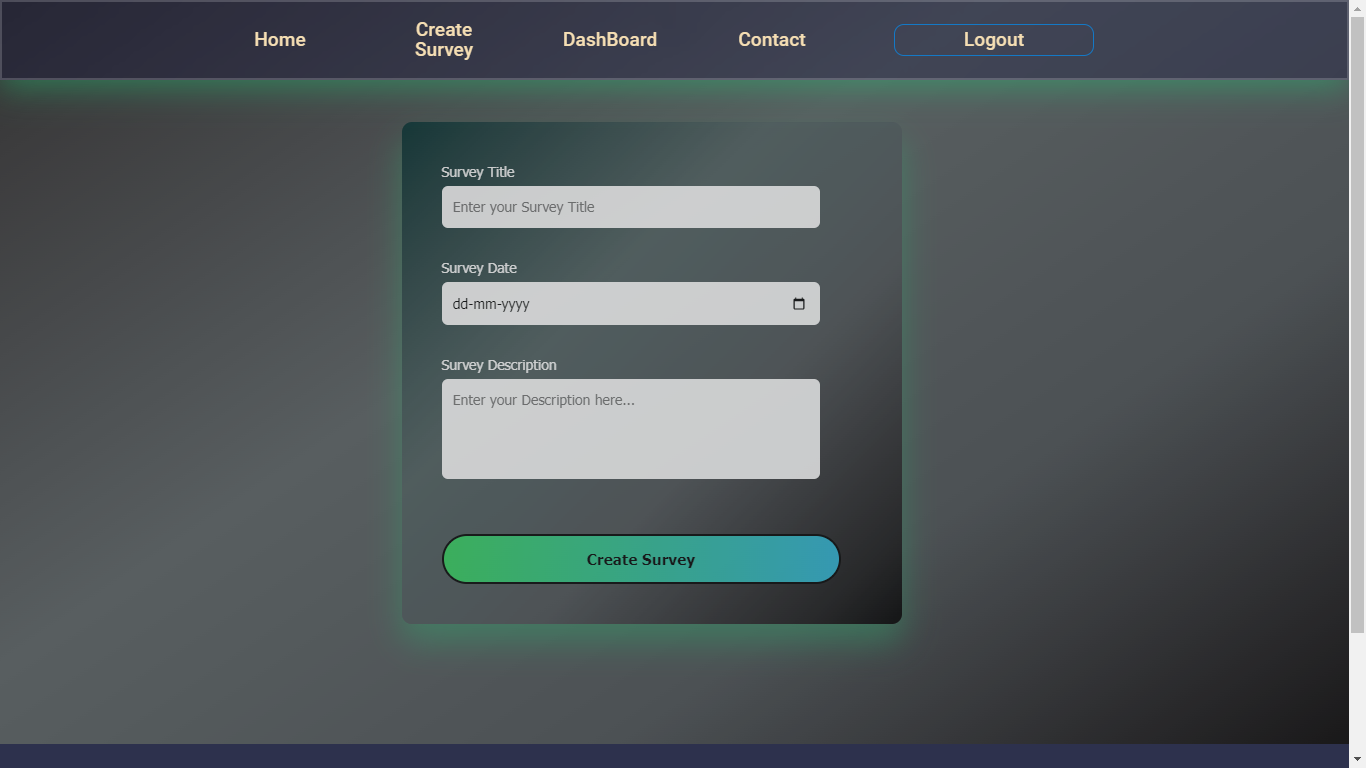 Home
Create
Survey
DashBoard
Contact
Logout
Survey Title
Enter your Survey Title
Survey Date
dd-mm-yyyy
Survey Description
Enter your Description here...
Create Survey